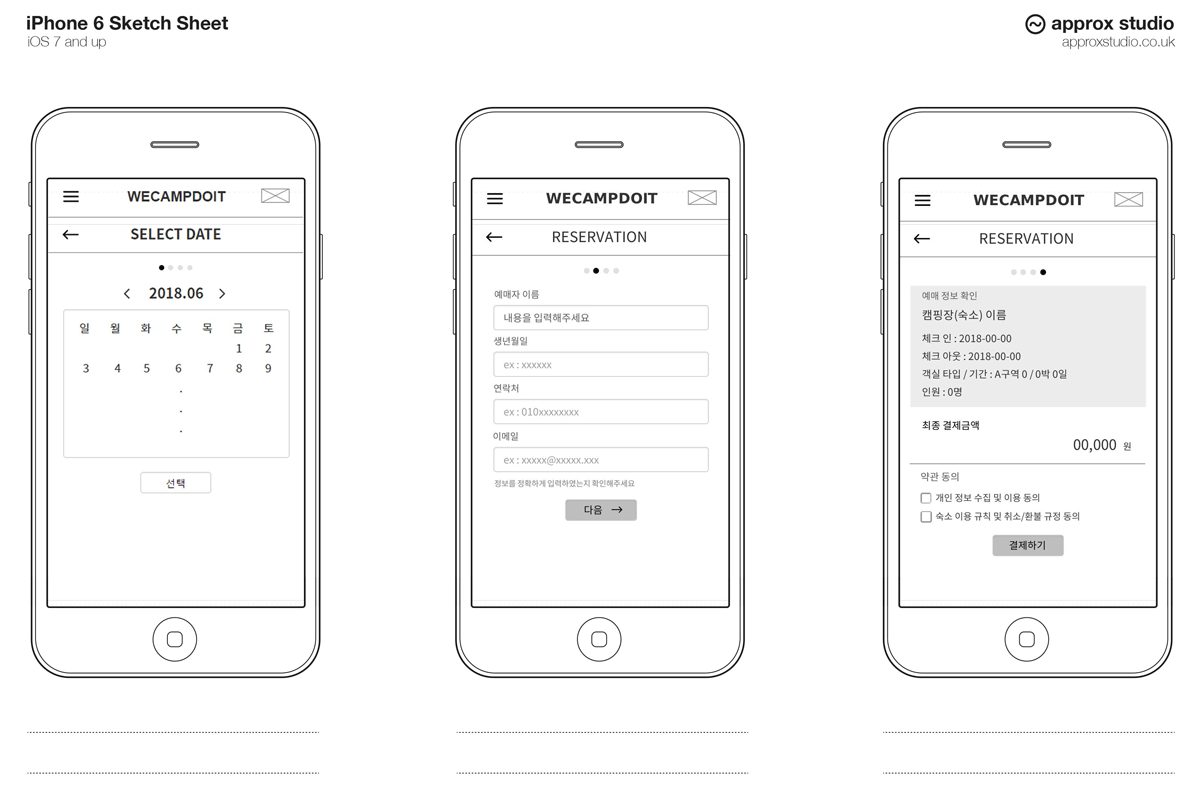 iPhone 6 Sketch Sheet
iOS 7 and up
approx studio
approxstudio.co.uk
WECAMPDOIT
SELECT DATE
2018.06
일 월 화 수 목 금 토
1 2
3 4 5 6 7 8 9
선택
WECAMPDOIT
RESERVATION
예매자 이름
내용을 입력해주세요
생년월일
ex : xxxxxx
연락처
ex : 010xxxxxxxx
이메일
ex : xxxxx@xxxxx.xxx
정보를 정확하게 입력하였는지 확인해주세요
다음 →
WECAMPDOIT
RESERVATION
예매 정보 확인
캠핑장(숙소) 이름
체크 인 : 2018-00-00
체크 아웃 : 2018-00-00
객실 타입 / 기간 : A구역 0 / 0박 0일
인원 : 0명
최종 결제금액
00,000 원
약관 동의
개인 정보 수집 및 이용 동의
숙소 이용 규칙 및 취소/환불 규정 동의
결제하기